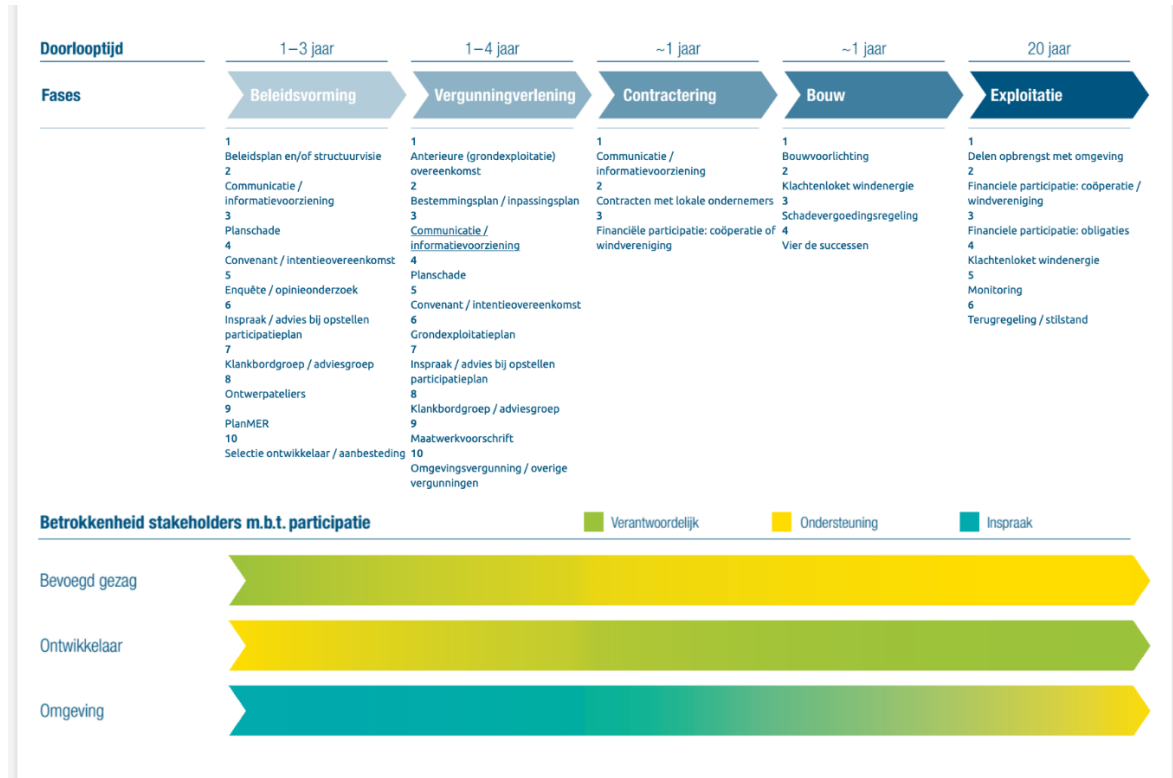 Doorlooptijd
1–3 jaar
1–4 jaar
~1 jaar
~1 jaar
20 jaar
Fases
Beleidsvorming
Vergunningverlening
Contractering
Bouw
Exploitatie
1
Beleidsplan en/of structuurvisie
2
Communicatie /
informatievoorziening
3
Planschade
4
Convenant / intentieovereenkomst
5
Enquête / opinieonderzoek
6
Inspraak / advies bij opstellen
participatieplan
7
Klankbordgroep / adviesgroep
8
Ontwerpateliers
9
PlanMER
10
Selectie ontwikkelaar / aanbesteding
1
Anterieure (grondexploitatie)
overeenkomst
2
Bestemmingsplan / inpassingsplan
3
Communicatie /
informatievoorziening
4
Planschade
5
Convenant / intentieovereenkomst
6
Grondexploitatieplan
7
Inspraak / advies bij opstellen
participatieplan
8
Klankbordgroep / adviesgroep
9
Maatwerkvoorschrift
10
Omgevingsvergunning / overige
vergunningen
1
Communicatie /
informatievoorziening
2
Contracten met lokale ondernemers
3
Financiële participatie: coöperatie of
windvereniging
1
Bouwvoorlichting
2
Klachtenloket windenergie
3
Schadevergoedingsregeling
4
Vier de successen
1
Delen opbrengst met omgeving
2
Financiele participatie: coöperatie /
windvereniging
3
Financiele participatie: obligaties
4
Klachtenloket windenergie
5
Monitoring
6
Terugregeling / stilstand
Betrokkenheid stakeholders m.b.t. participatie
Verantwoordelijk
Ondersteuning
Inspraak
Bevoegd gezag
Ontwikkelaar
Omgeving